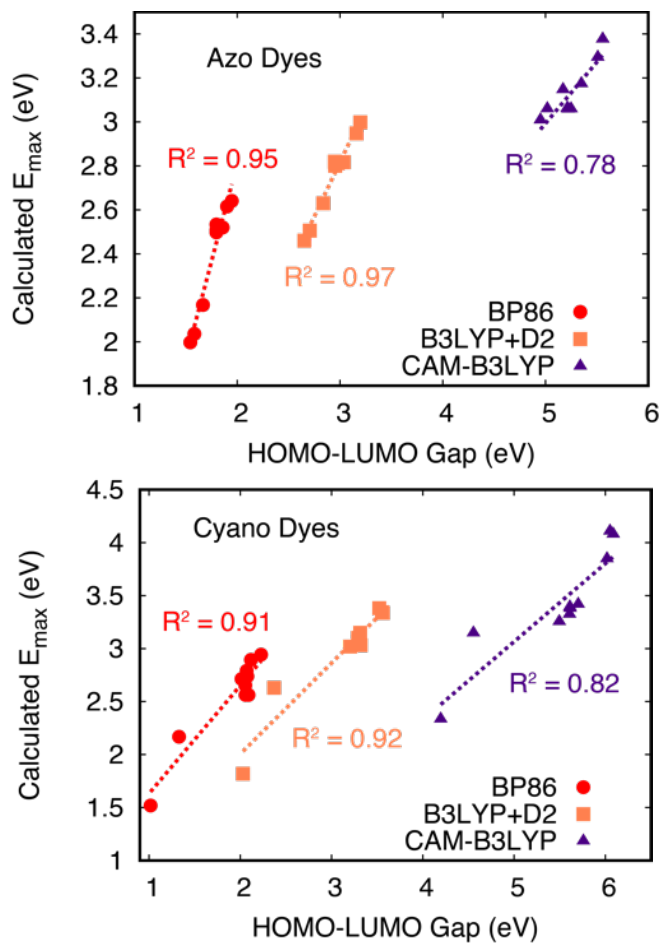 Azo Dyes
Calculated E_max (eV)
3.4
3.2
3
2.8
2.6
2.4
2.2
2
1.8
R² = 0.95
R² = 0.97
R² = 0.78
BP86
B3LYP+D2
CAM-B3LYP
1 2 3 4 5 6
HOMO-LUMO Gap (eV)
Cyano Dyes
Calculated E_max (eV)
4.5
4
3.5
3
2.5
2
1.5
1
R² = 0.91
R² = 0.92
R² = 0.82
BP86
B3LYP+D2
CAM-B3LYP
1 2 3 4 5 6
HOMO-LUMO Gap (eV)